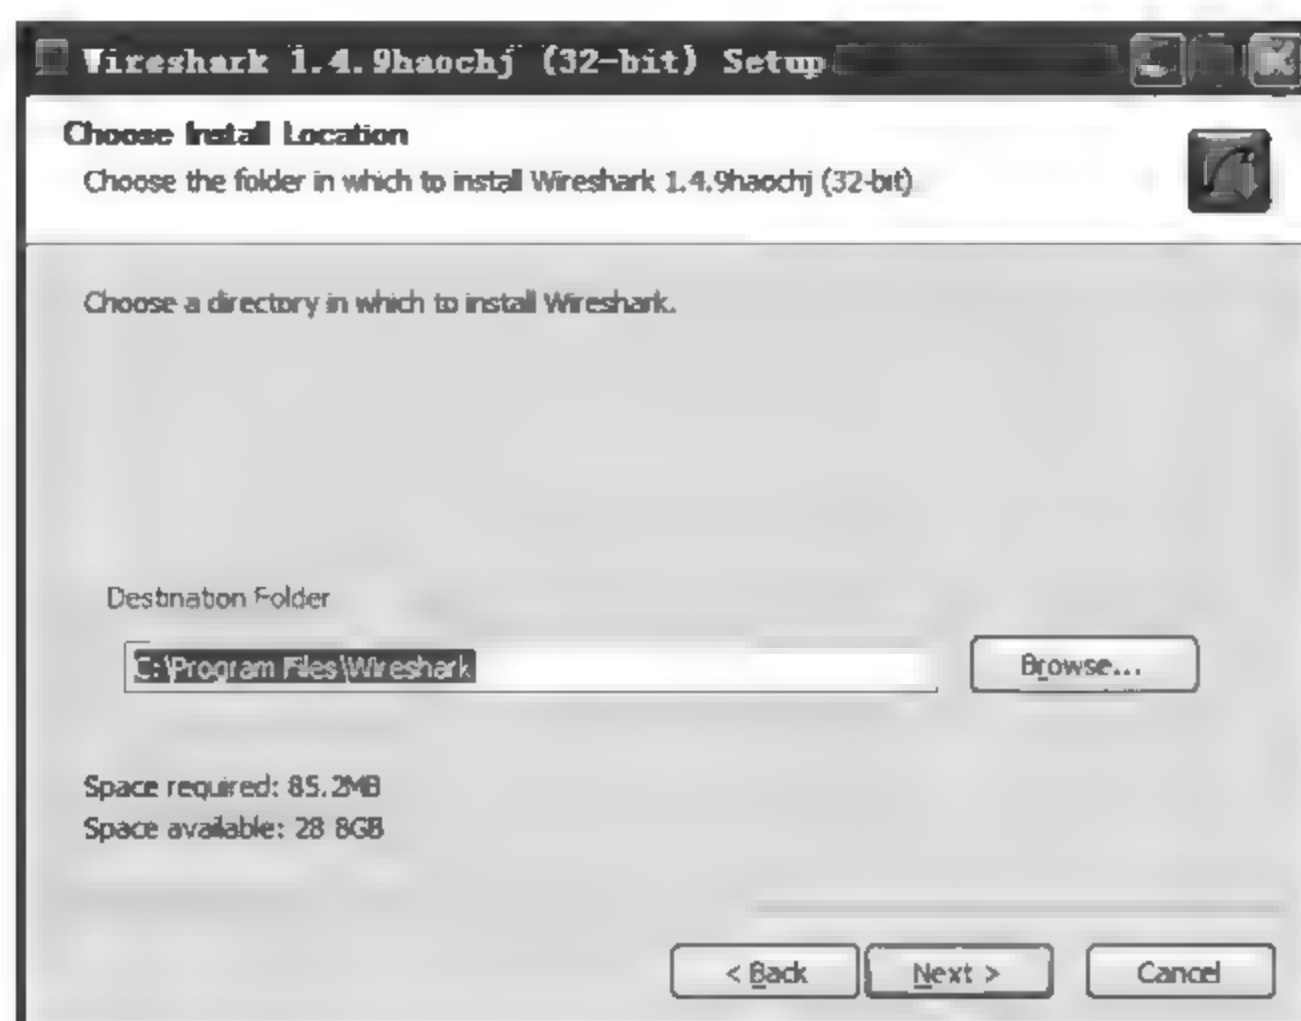 Wireshark 1.4.9haochj (32-bit) Setup
Choose Install Location
Choose the folder in which to install Wireshark 1.4.9haochj (32-bit)
Choose a directory in which to install Wireshark.
Destination Folder
C:\Program Files\Wireshark
Browse...
Space required: 85.2MB
Space available: 28 8GB
< Back
Next >
Cancel